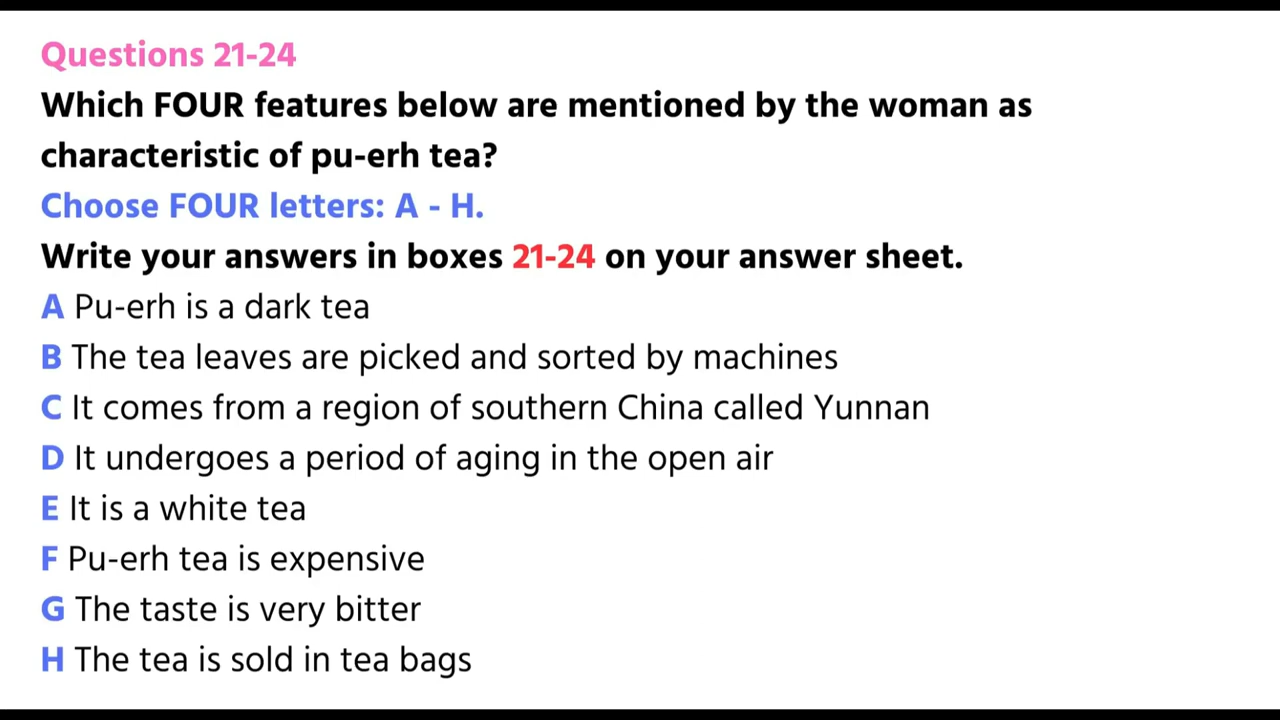 Questions 21-24
Which FOUR features below are mentioned by the woman as
characteristic of pu-erh tea?
Choose FOUR letters: A - H.
Write your answers in boxes 21-24 on your answer sheet.
A Pu-erh is a dark tea
B The tea leaves are picked and sorted by machines
C It comes from a region of southern China called Yunnan
D It undergoes a period of aging in the open air
E It is a white tea
F Pu-erh tea is expensive
G The taste is very bitter
H The tea is sold in tea bags